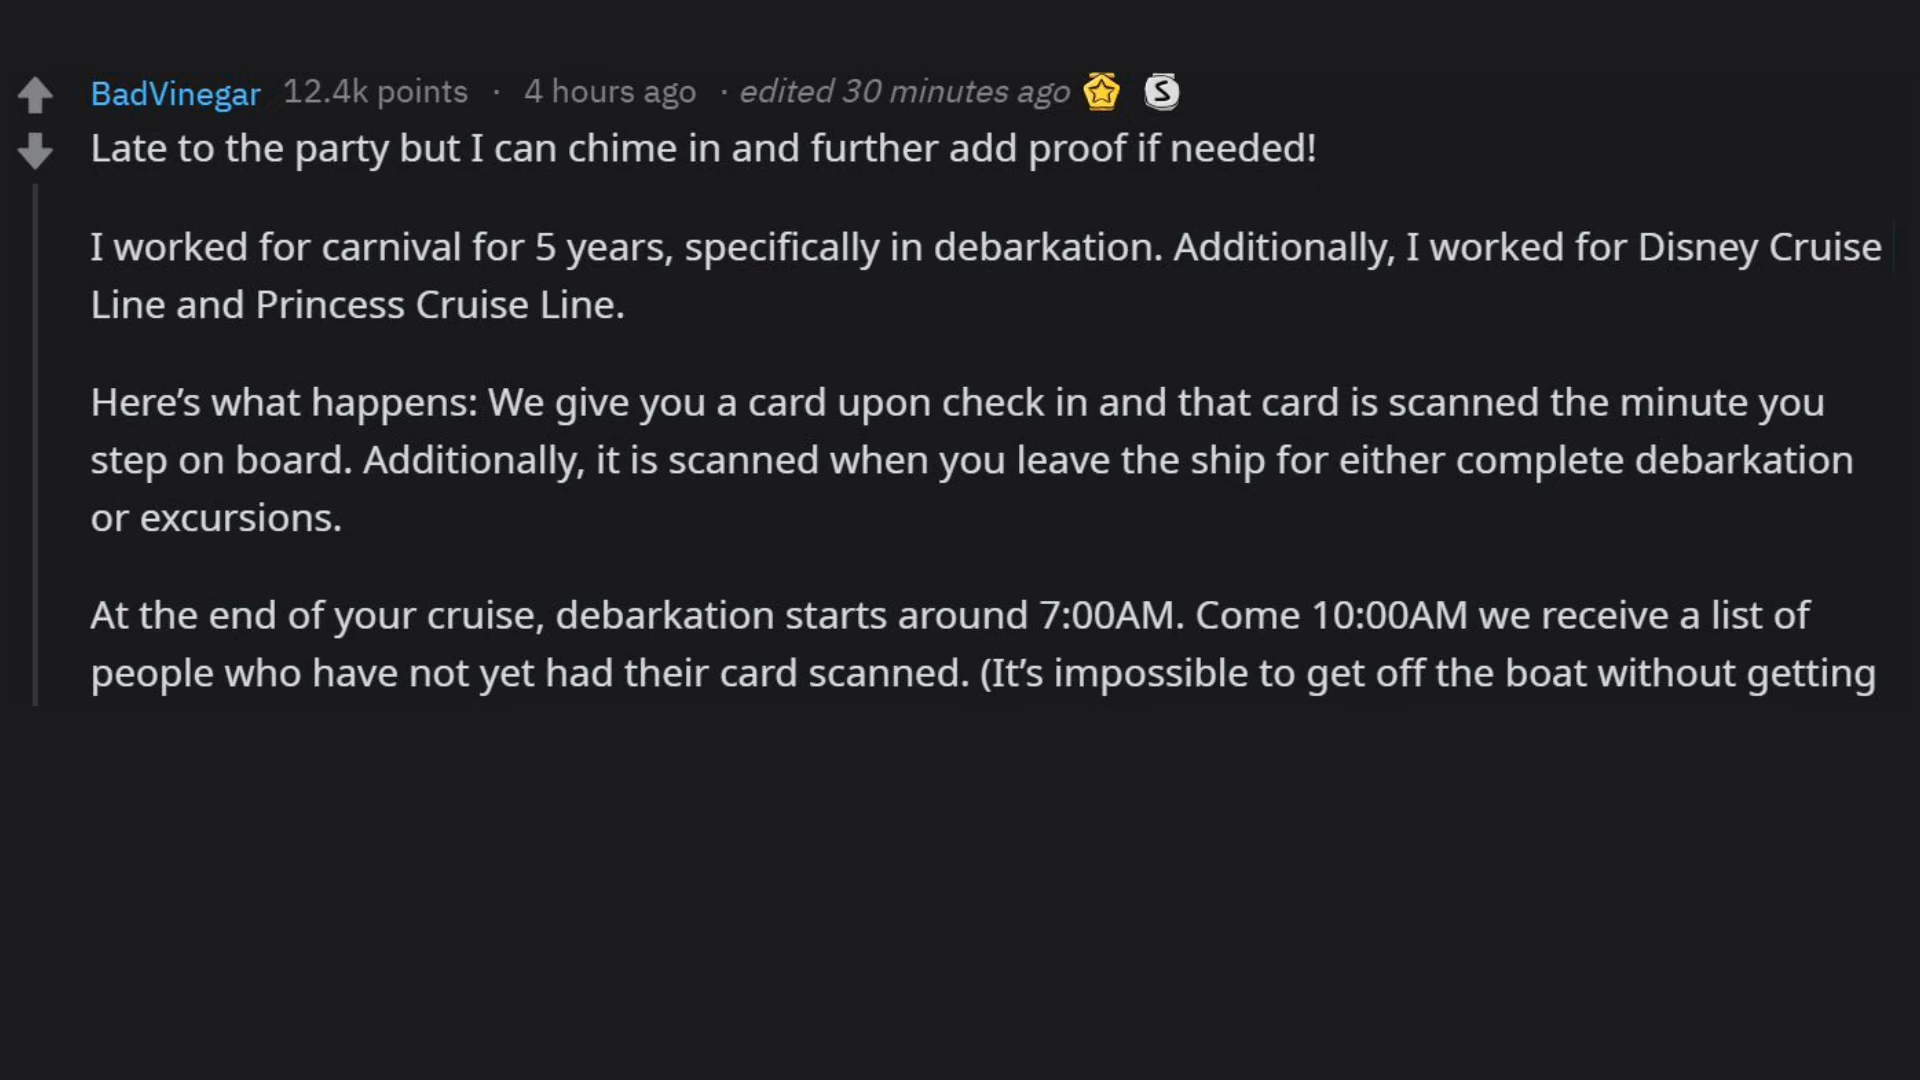 BadVinegar 12.4k points · 4 hours ago · edited 30 minutes ago S
Late to the party but I can chime in and further add proof if needed!
I worked for carnival for 5 years, specifically in debarkation. Additionally, I worked for Disney Cruise
Line and Princess Cruise Line.
Here’s what happens: We give you a card upon check in and that card is scanned the minute you
step on board. Additionally, it is scanned when you leave the ship for either complete debarkation
or excursions.
At the end of your cruise, debarkation starts around 7:00AM. Come 10:00AM we receive a list of
people who have not yet had their card scanned. (It’s impossible to get off the boat without getting